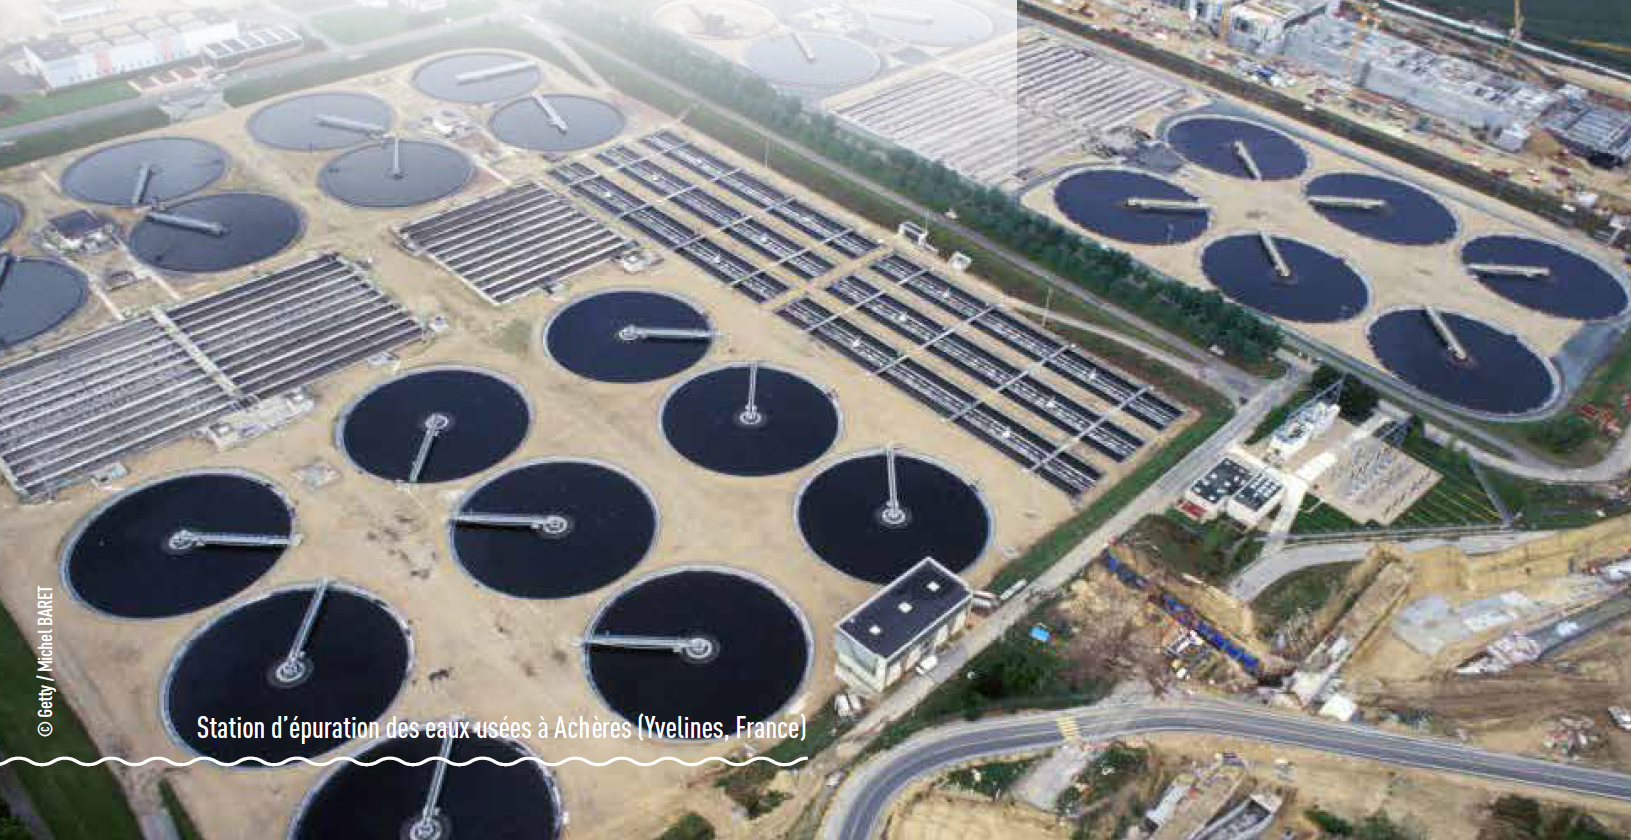 © Getty / Michel BARET
Station d'épuration des eaux usées à Achères (Yvelines, France)